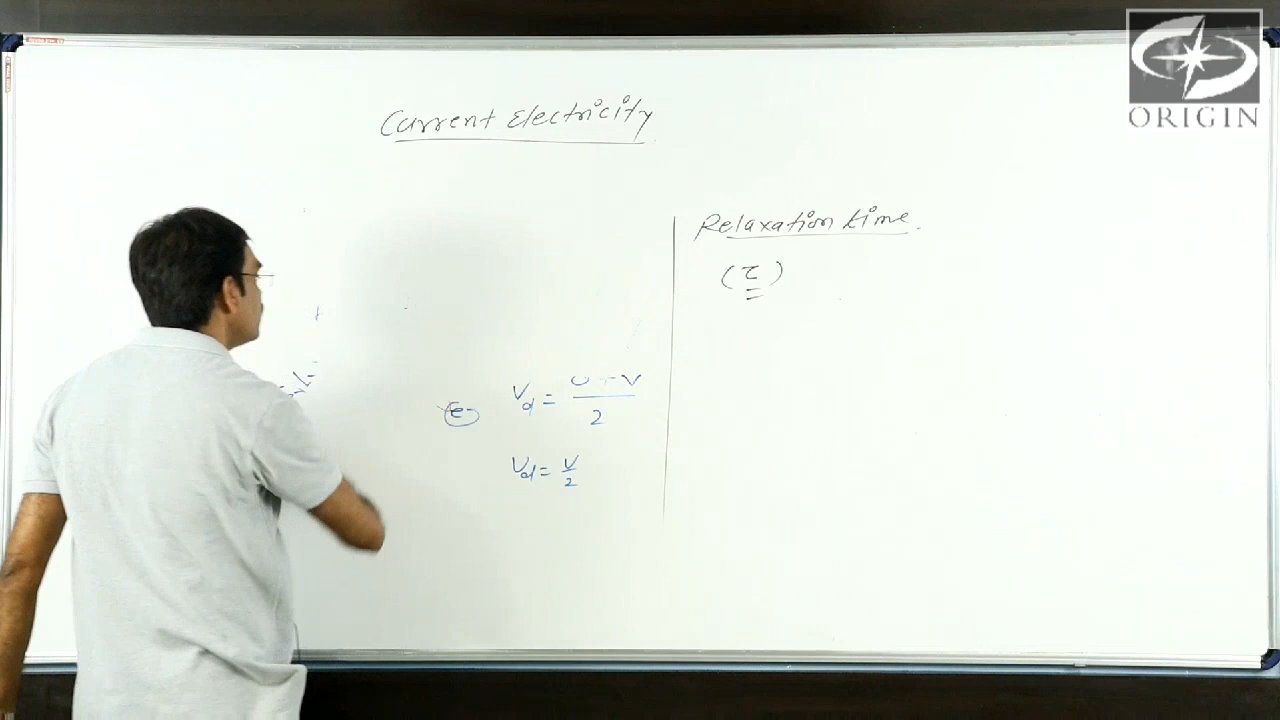 Current Electricity
Relaxation time.
(τ)
e-
Vd = 0 + V / 2
Vd = V / 2
ORIGIN